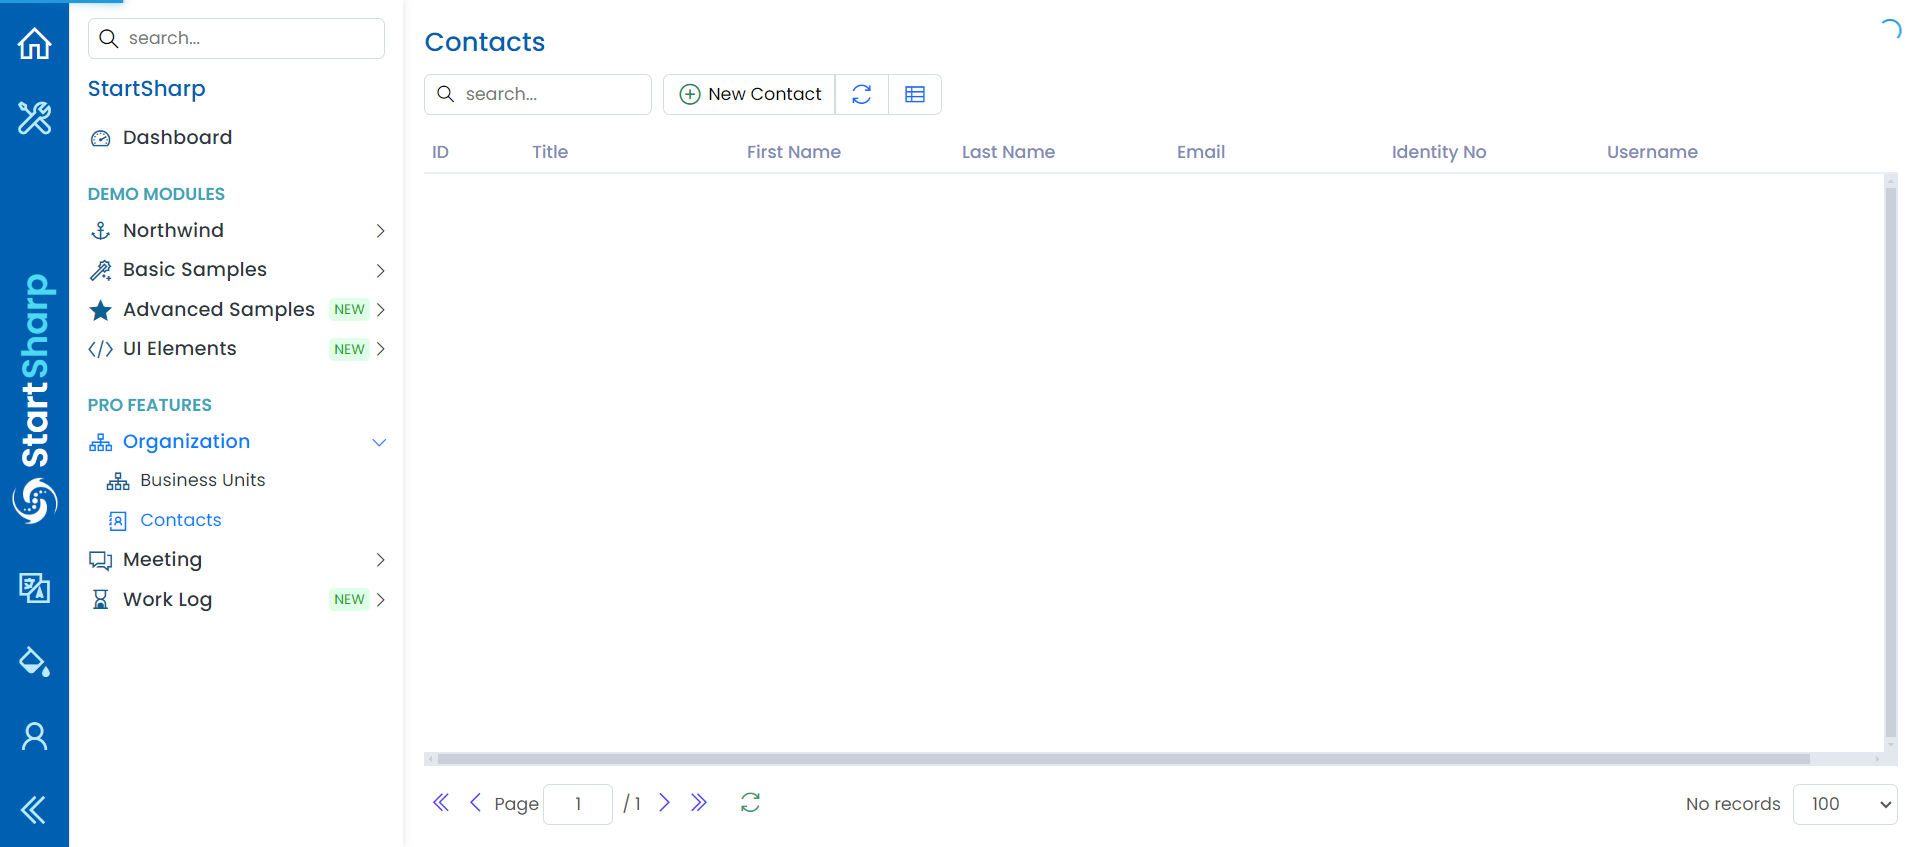 StartSharp
search...
StartSharp
Dashboard
DEMO MODULES
Northwind
Basic Samples
Advanced Samples NEW
UI Elements NEW
PRO FEATURES
Organization
Business Units
Contacts
Meeting
Work Log NEW
Contacts
search...
New Contact
ID Title First Name Last Name Email Identity No Username
Page 1 / 1
No records 100